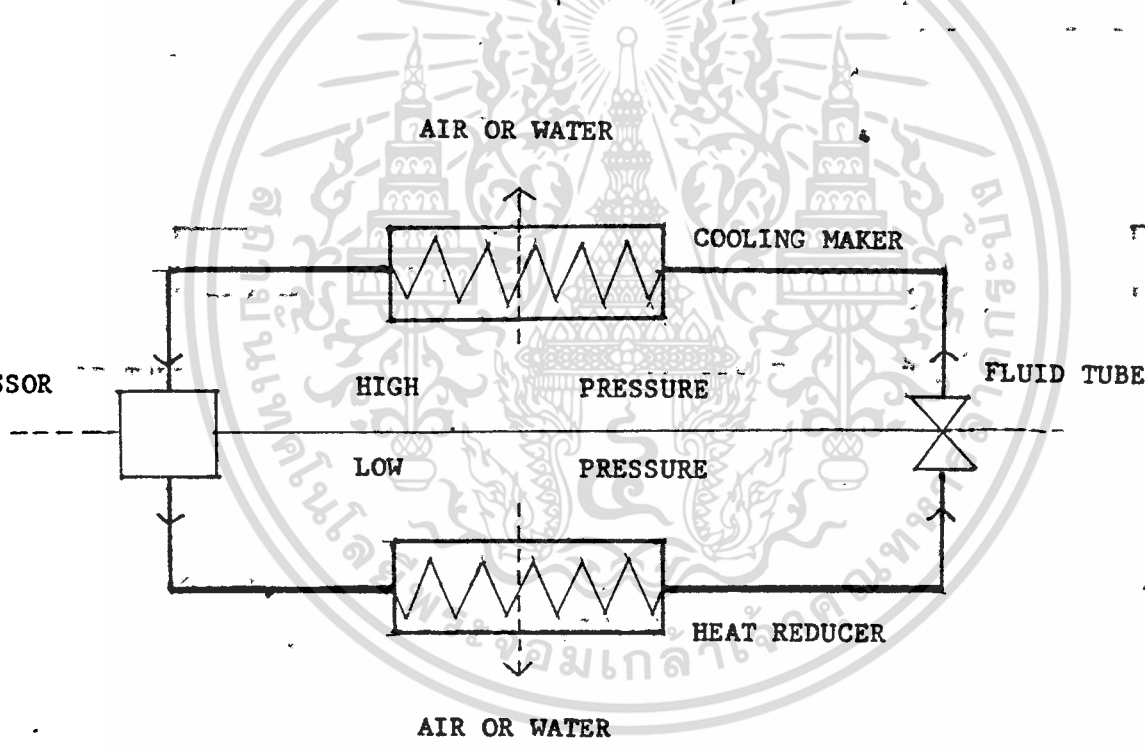 AIR OR WATER
COOLING MAKER
SSOR
HIGH PRESSURE
FLUID TUBE
LOW PRESSURE
HEAT REDUCER
AIR OR WATER